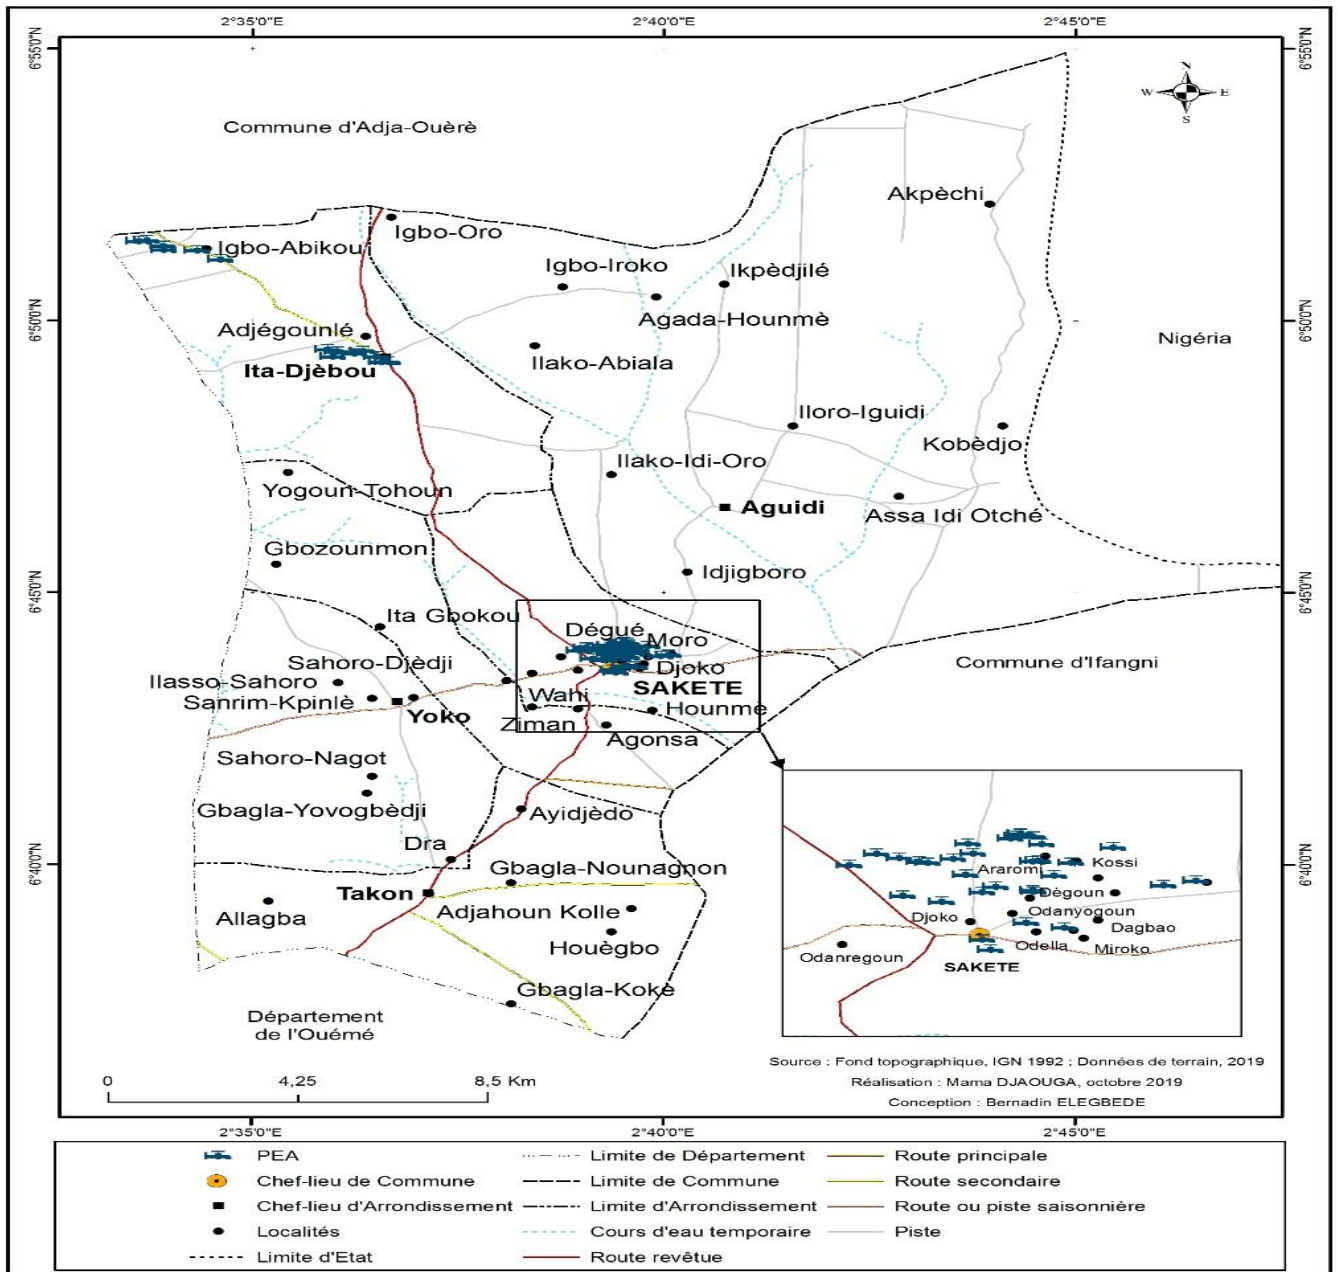 2°35'0"E
2°40'0"E
2°45'0"E
6°55'0"N
6°55'0"N
N
W
E
S
Commune d'Adja-Ouèrè
Akpèchi
Igbo-Oro
Igbo-Abikou
Igbo-Iroko
Ikpèdjilé
Agada-Hounmè
6°50'0"N
6°50'0"N
Adjégounlé
Nigéria
Ita-Djèbou
Ilako-Abiala
Iloro-Iguidi
Kobèdjo
Ilako-Idi-Oro
Yogoun-Tohoun
Aguidi
Assa Idi Otché
Gbozounmon
Idjigboro
6°45'0"N
6°45'0"N
Ita Gbokou
Dégué
Moro
Sahoro-Djèdji
Djoko
Commune d'Ifangni
Ilasso-Sahoro
SAKETE
Sanrim-Kpinlè
Wahi
Hounmè
Yoko
Ziman
Agonsa
Sahoro-Nagot
Gbagla-Yovogbèdji
Ayidjèdo
Dra
6°40'0"N
6°40'0"N
Gbagla-Nounagnon
Takon
Allagba
Adjahoun Kolle
Houègbo
Gbagla-Kokè
Département
de l'Ouémé
Araromi
Kossi
Dègoun
Djoko
Odanyogoun
Dagbao
Odella
Miroko
Odanregoun
SAKETE
Source : Fond topographique, IGN 1992 ; Données de terrain, 2019
Réalisation : Mama DJAOUGA, octobre 2019
Conception : Bernadin ELEGBEDE
0
4,25
8,5 Km
2°35'0"E
2°40'0"E
2°45'0"E
PEA
Limite de Département
Route principale
Chef-lieu de Commune
Limite de Commune
Route secondaire
Chef-lieu d'Arrondissement
Limite d'Arrondissement
Route ou piste saisonnière
Localités
Cours d'eau temporaire
Piste
Limite d'Etat
Route revêtue